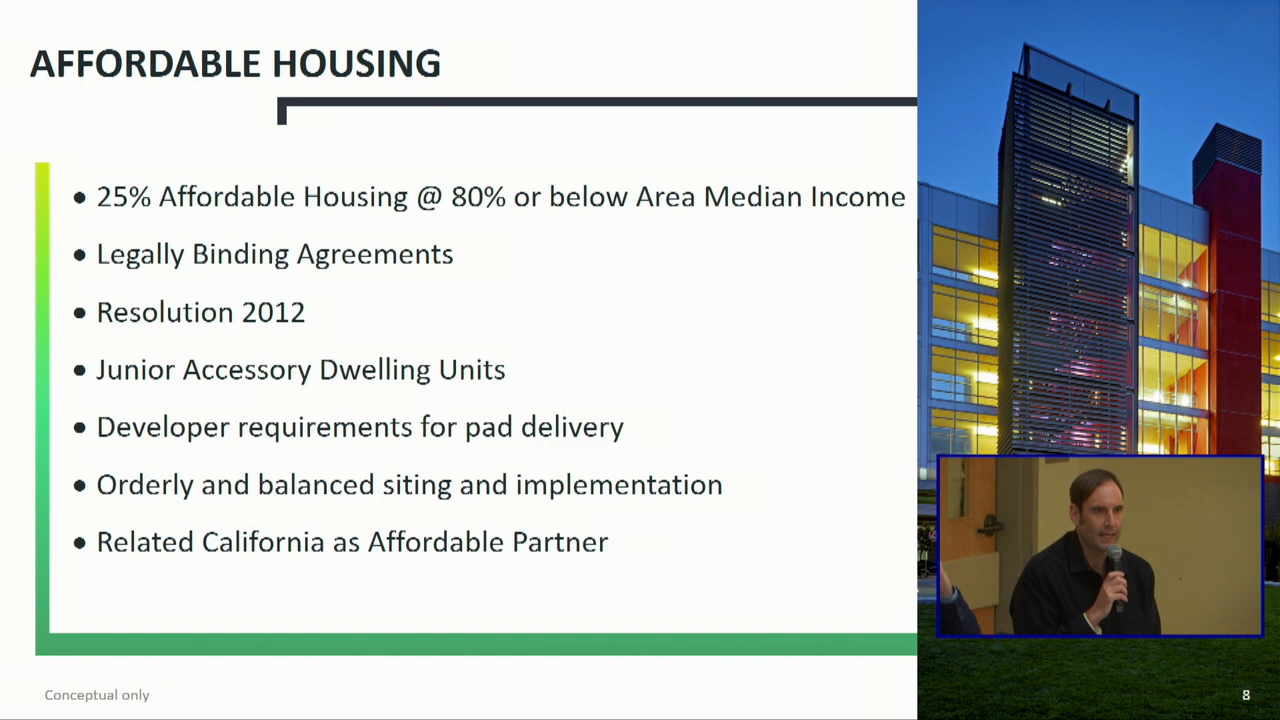 AFFORDABLE HOUSING
• 25% Affordable Housing @ 80% or below Area Median Income
• Legally Binding Agreements
• Resolution 2012
• Junior Accessory Dwelling Units
• Developer requirements for pad delivery
• Orderly and balanced siting and implementation
• Related California as Affordable Partner
Conceptual only
8